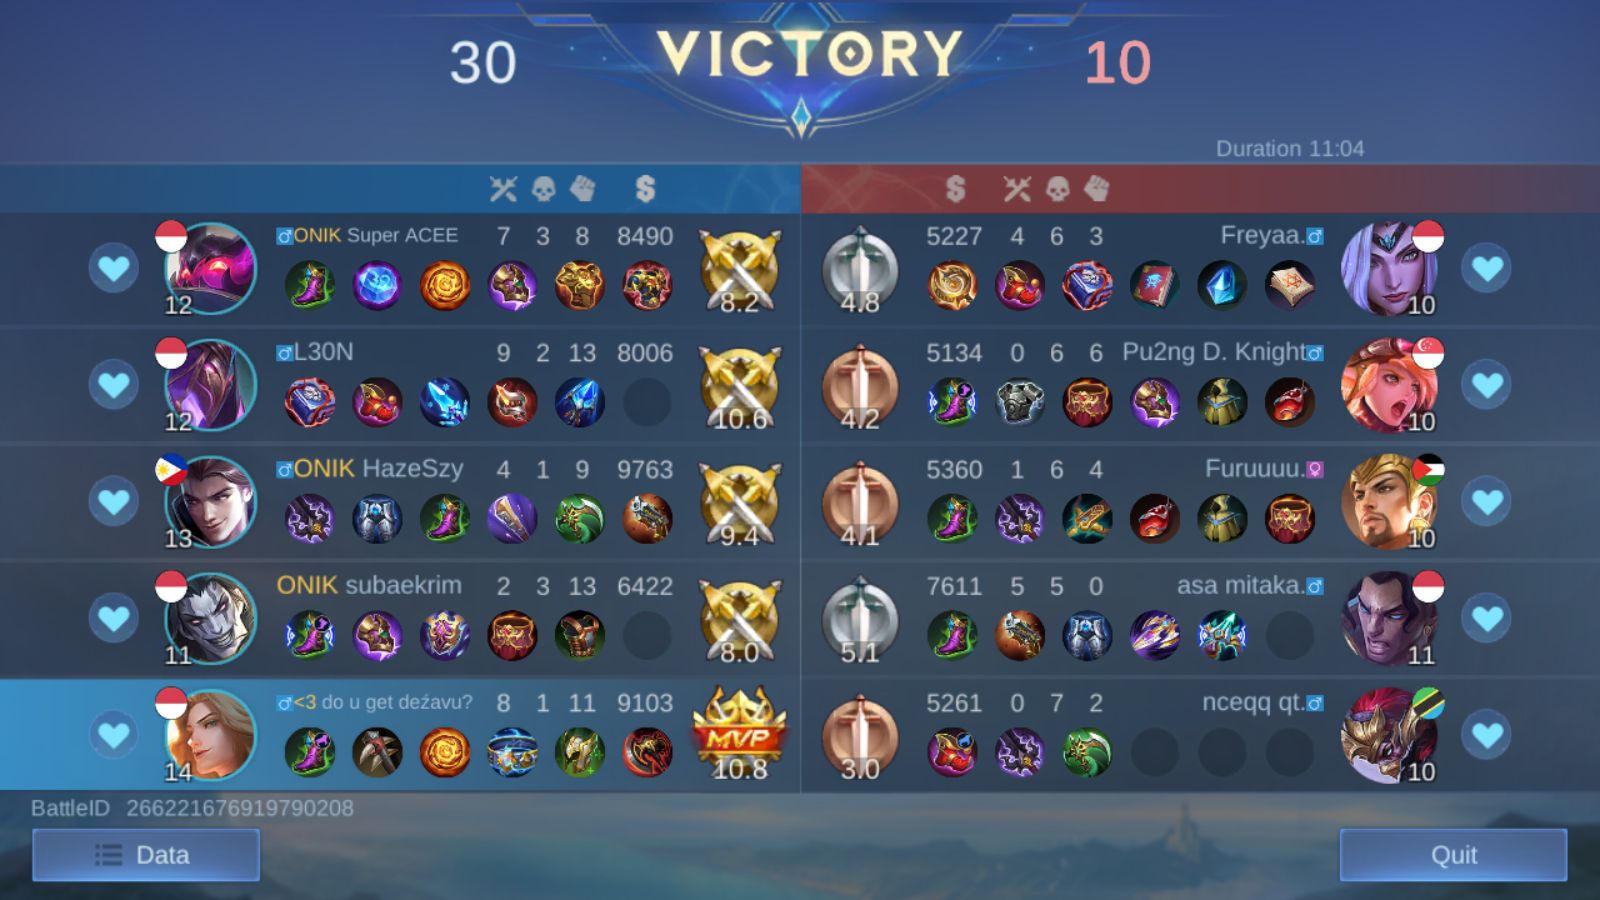 30 VICTORY 10
Duration 11:04
ONIK Super ACEE 7 3 8 8490
12 8.2
4.8 5227 4 6 3 Freyaa.
10
L30N 9 2 13 8006
12 10.6
4.2 5134 0 6 6 Pu2ng D. Knight
10
ONIK HazeSzy 4 1 9 9763
13 9.4
4.1 5360 1 6 4 Furuuuu.
10
ONIK subaekrim 2 3 13 6422
11 8.0
5.1 7611 5 5 0 asa mitaka.
11
<3 do u get deźavu? 8 1 11 9103
14 MVP 10.8
3.0 5261 0 7 2 nceqq qt.
10
BattleID 266221676919790208
Data
Quit